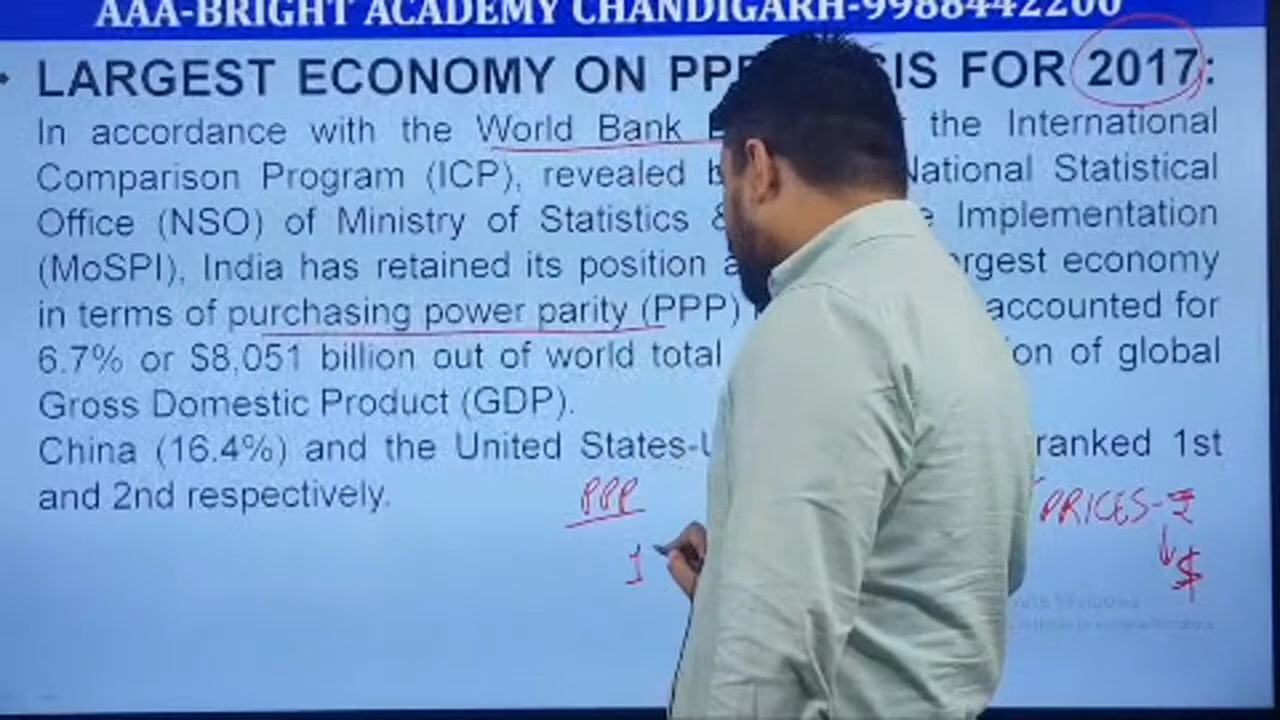 AAA-BRIGHT ACADEMY CHANDIGARH-9988442200
• LARGEST ECONOMY ON PP IS FOR 2017:
In accordance with the World Bank the International
Comparison Program (ICP), revealed National Statistical
Office (NSO) of Ministry of Statistics & Implementation
(MoSPI), India has retained its position economy
in terms of purchasing power parity (PPP) accounted for
6.7% or $8,051 billion out of world total of global
Gross Domestic Product (GDP).
China (16.4%) and the United States- ranked 1st
and 2nd respectively.
PPP PRICES-₹
↓
1 $